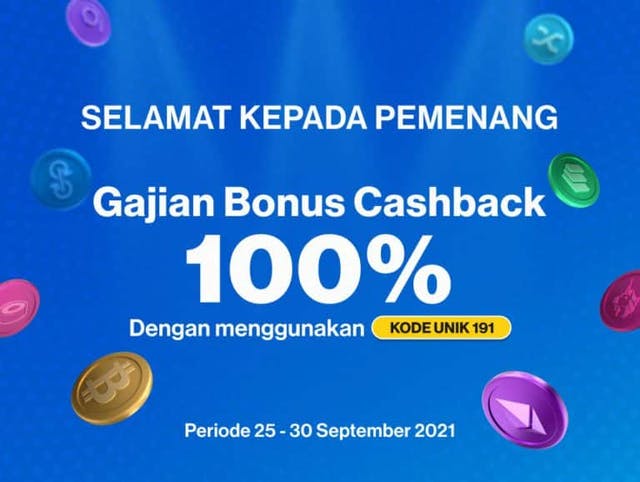 SELAMAT KEPADA PEMENANG
Gajian Bonus Cashback
100%
Dengan menggunakan KODE UNIK 191
Periode 25 - 30 September 2021